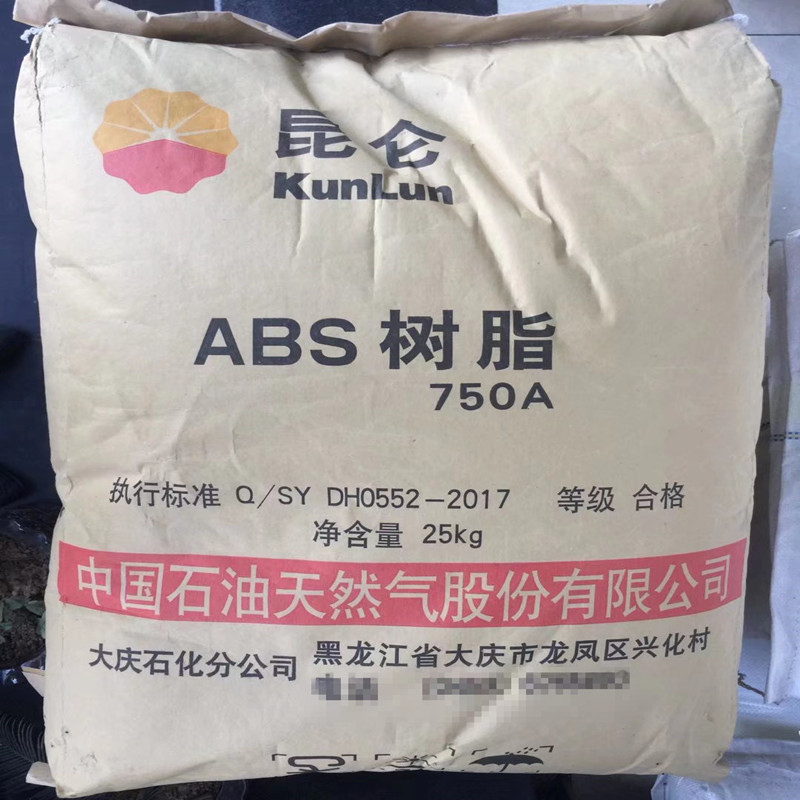 昆仑
KunLun
ABS 树脂
750A
执行标准 Q/SY DH0552-2017 等级 合格
净含量 25kg
中国石油天然气股份有限公司
大庆石化分公司 黑龙江省大庆市龙凤区兴化村